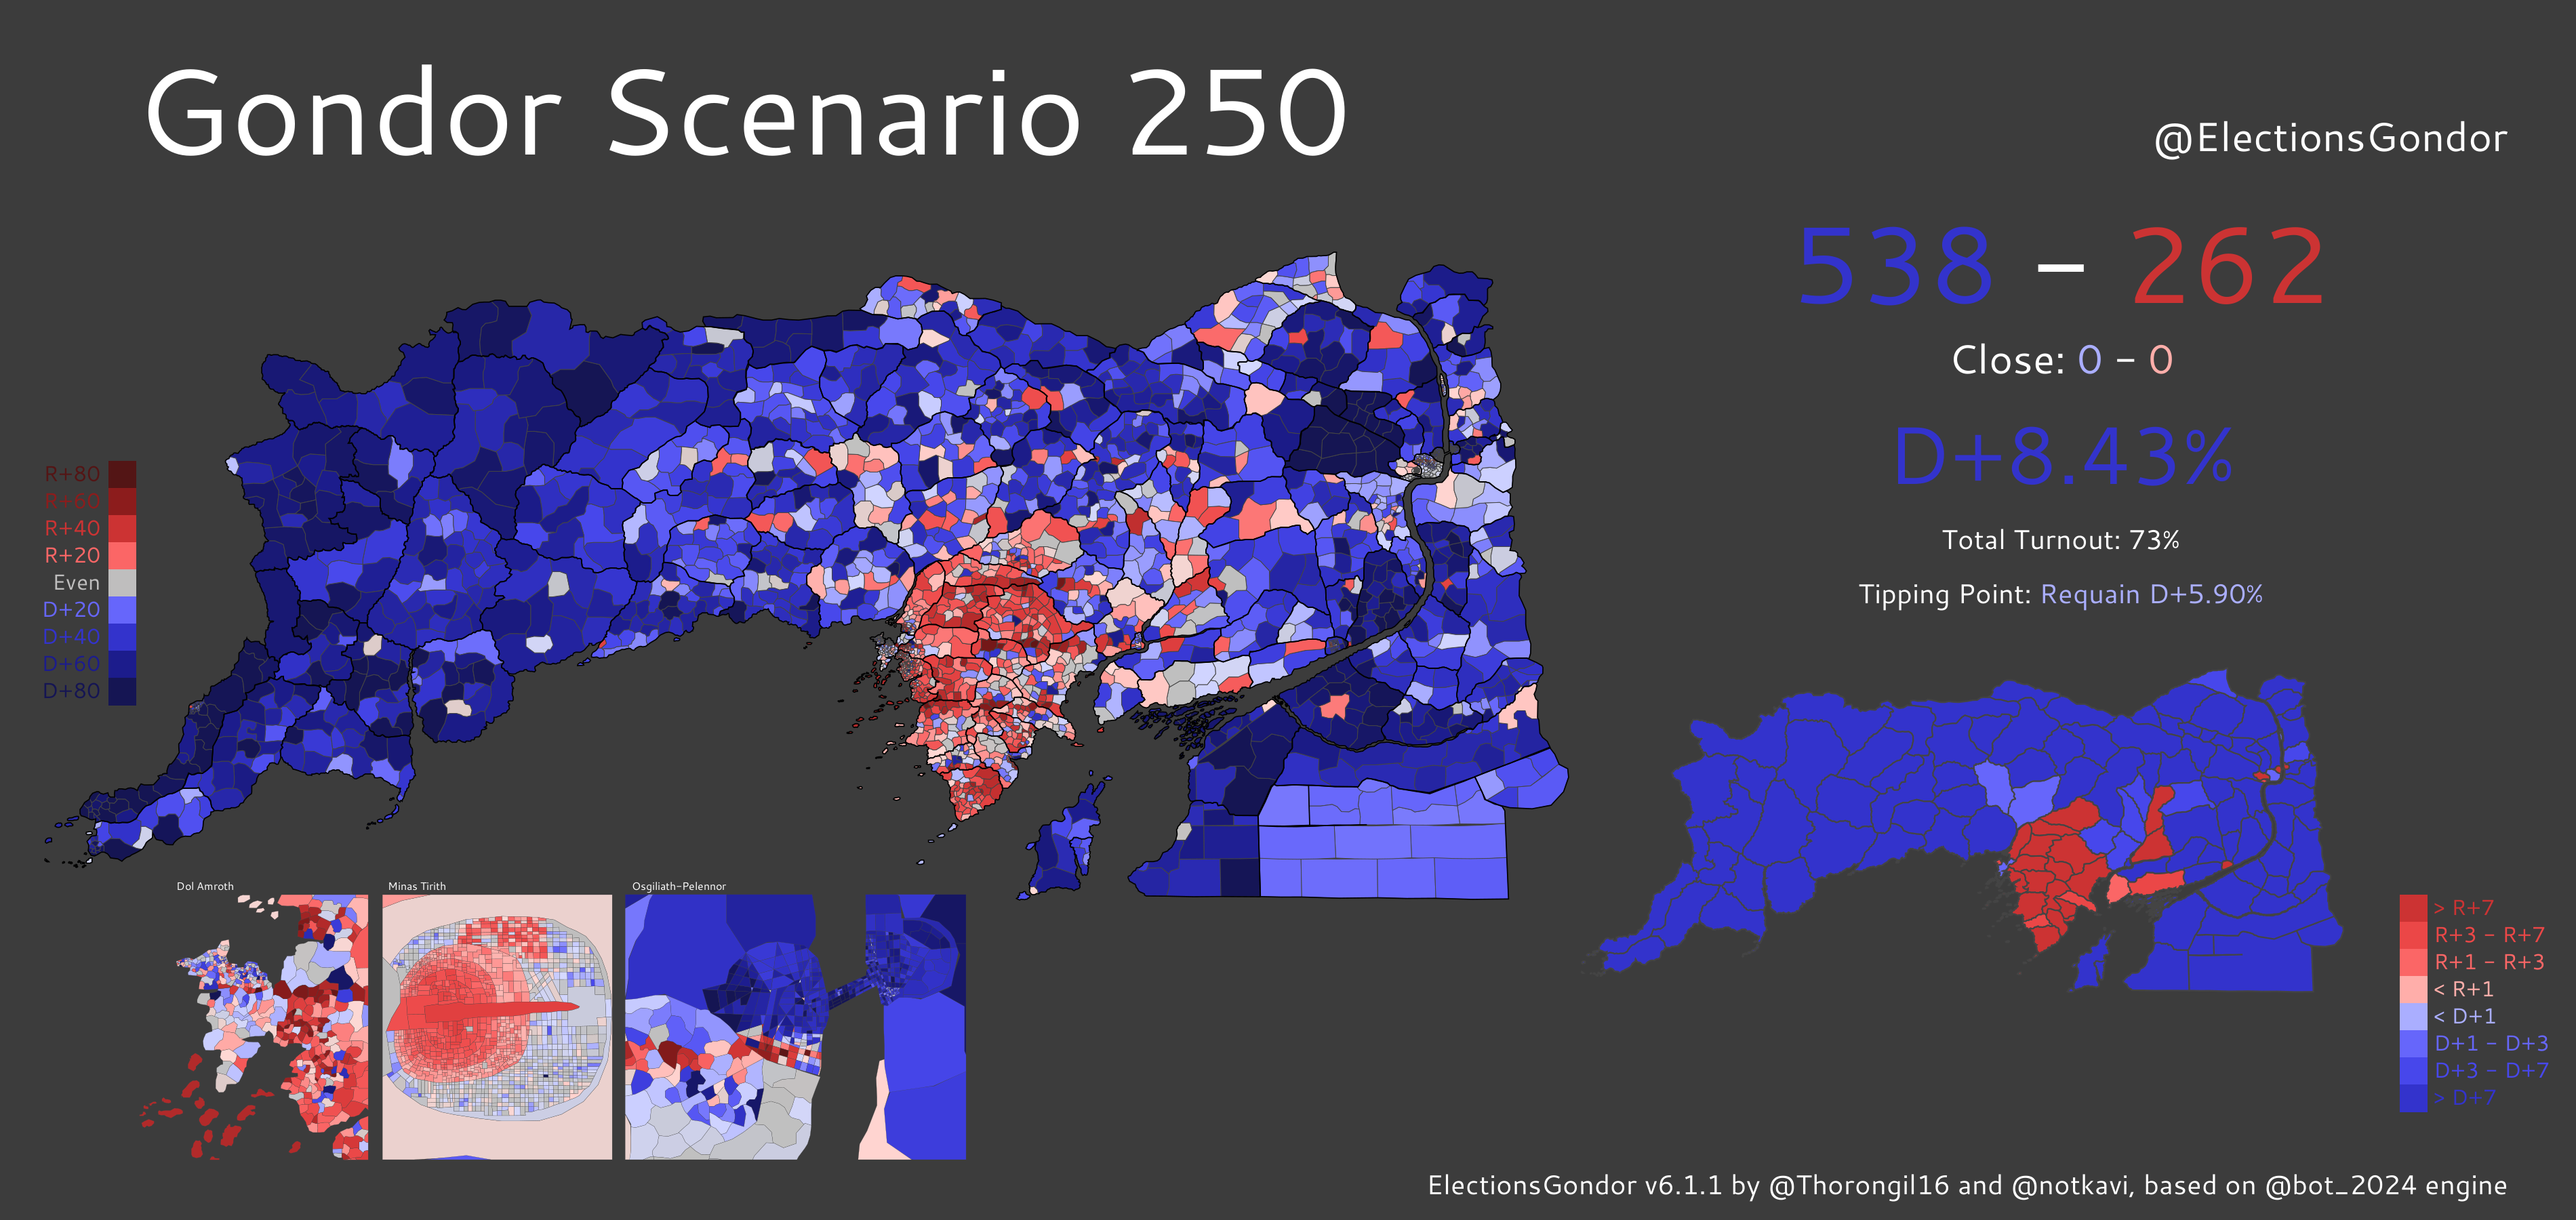 Gondor Scenario 250
@ElectionsGondor
538 – 262
Close: 0 – 0
D+8.43%
Total Turnout: 73%
Tipping Point: Requain D+5.90%
R+80
R+60
R+40
R+20
Even
D+20
D+40
D+60
D+80
Dol Amroth
Minas Tirith
Osgiliath-Pelennor
> R+7
R+3 - R+7
R+1 - R+3
< R+1
< D+1
D+1 - D+3
D+3 - D+7
> D+7
ElectionsGondor v6.1.1 by @Thorongil16 and @notkavi, based on @bot_2024 engine